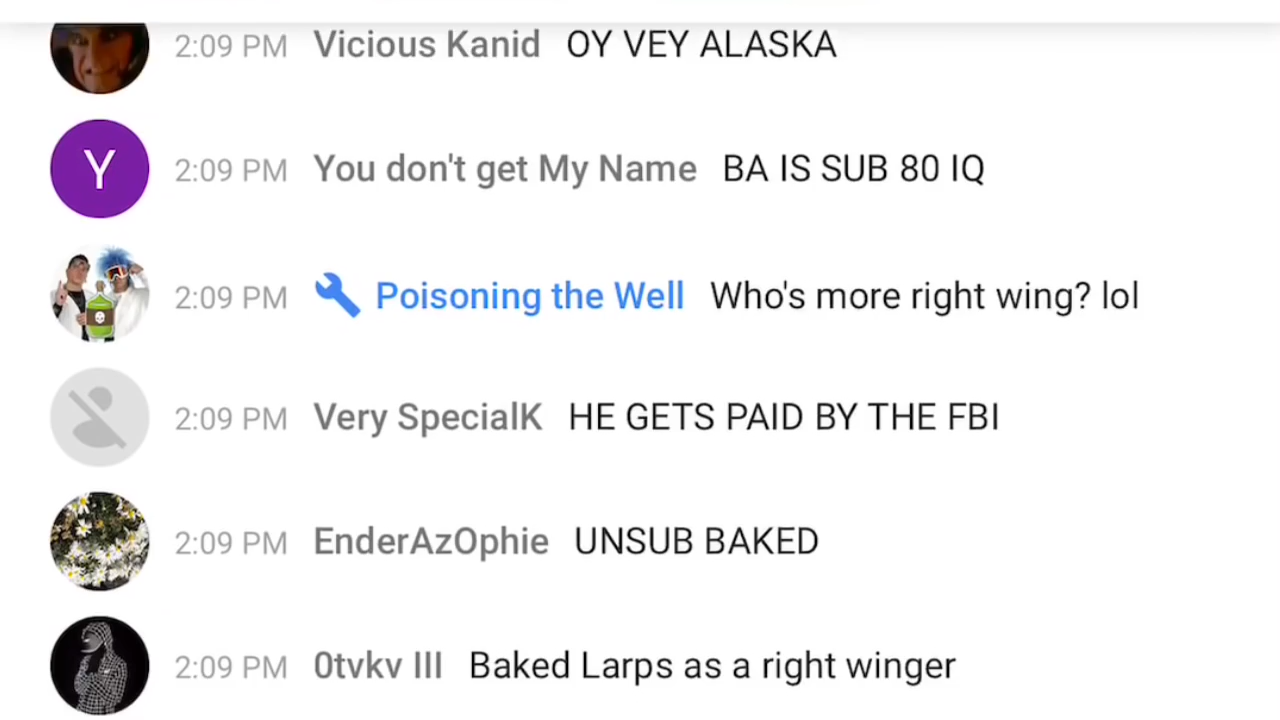 2:09 PM Vicious Kanid OY VEY ALASKA
Y 2:09 PM You don't get My Name BA IS SUB 80 IQ
2:09 PM Poisoning the Well Who's more right wing? lol
2:09 PM Very SpecialK HE GETS PAID BY THE FBI
2:09 PM EnderAzOphie UNSUB BAKED
2:09 PM 0tvkv III Baked Larps as a right winger